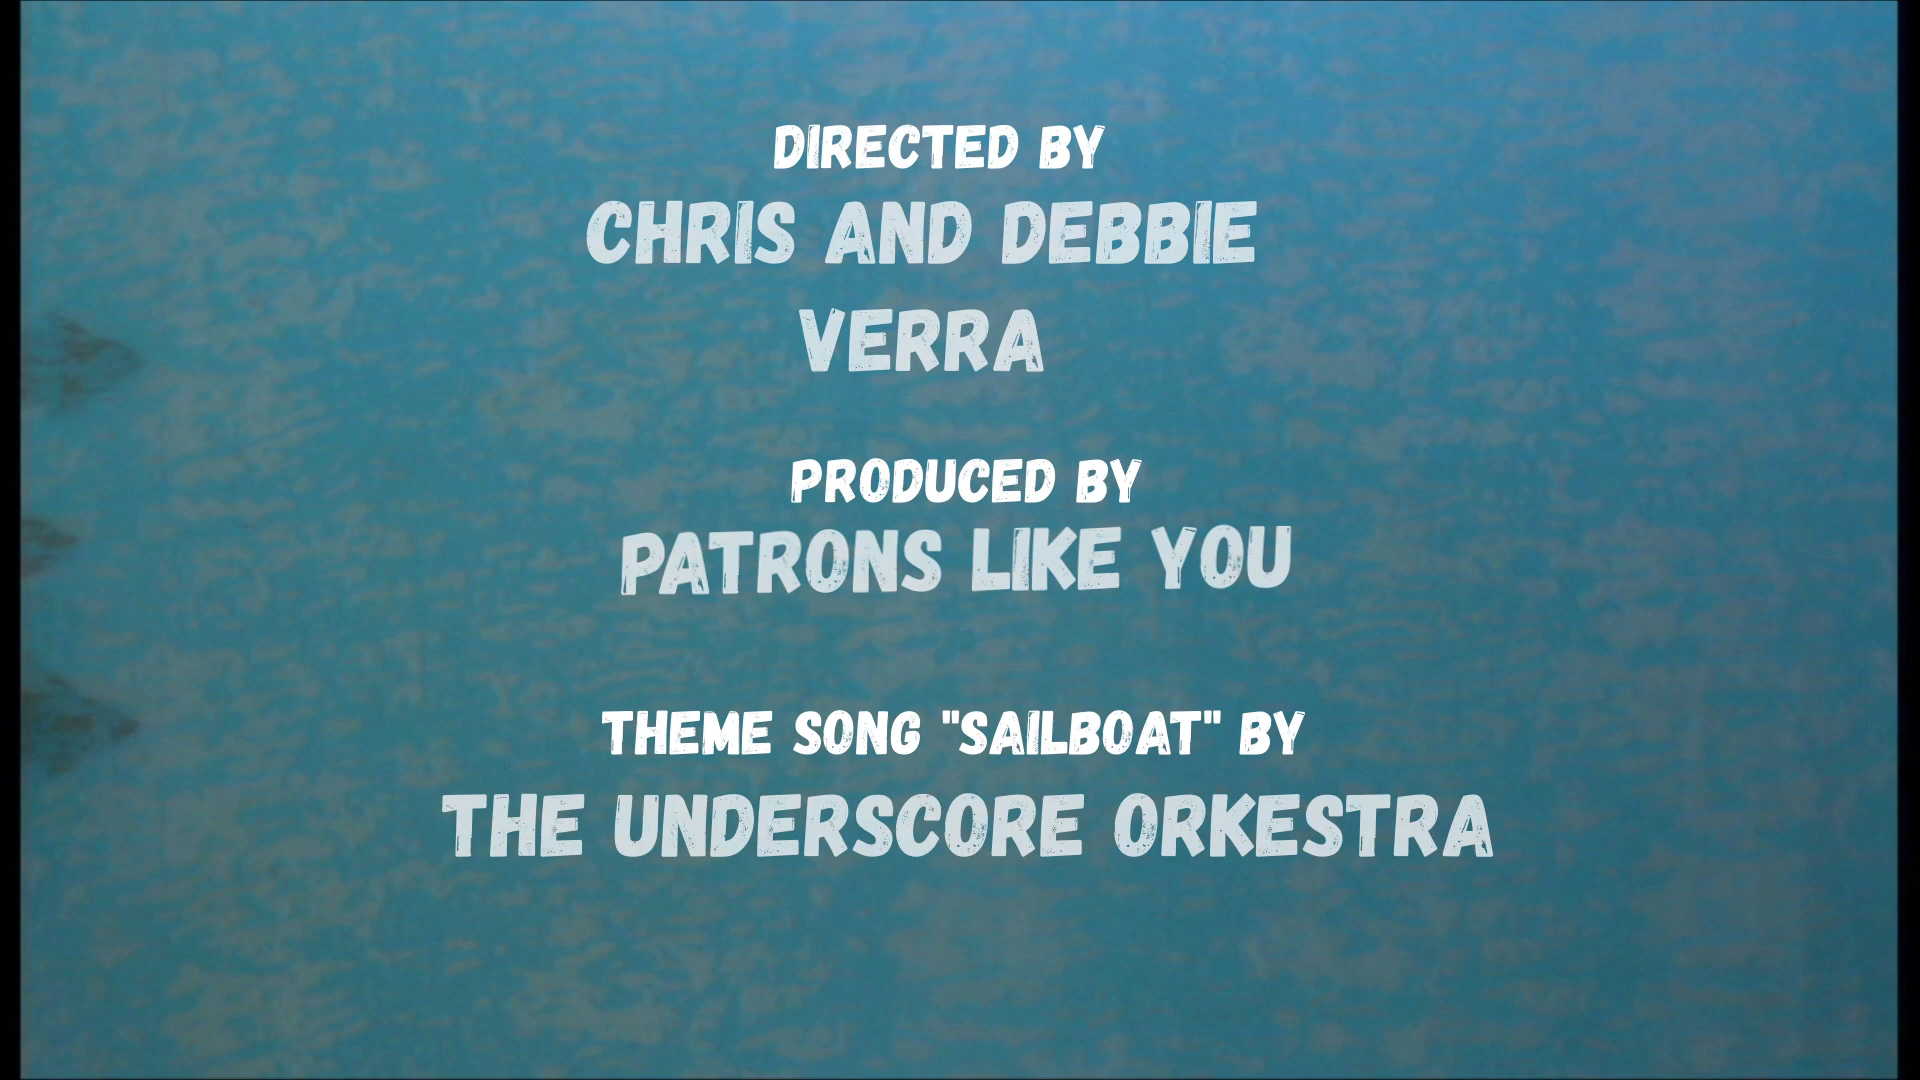 DIRECTED BY
CHRIS AND DEBBIE
VERRA
PRODUCED BY
PATRONS LIKE YOU
THEME SONG "SAILBOAT" BY
THE UNDERSCORE ORKESTRA